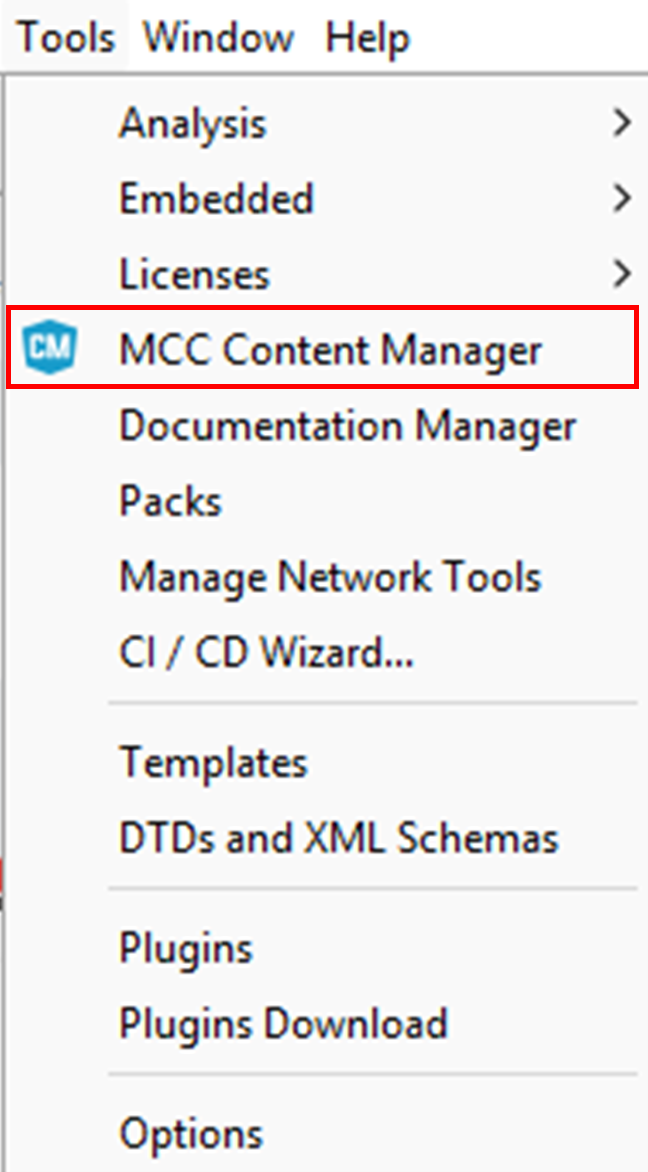 Tools Window Help
Analysis
Embedded
Licenses
CM MCC Content Manager
Documentation Manager
Packs
Manage Network Tools
CI / CD Wizard...
Templates
DTDs and XML Schemas
Plugins
Plugins Download
Options